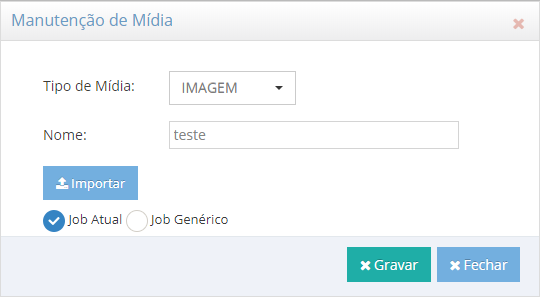 Manutenção de Mídia
Tipo de Mídia: IMAGEM
Nome: teste
Importar
Job Atual Job Genérico
Gravar Fechar